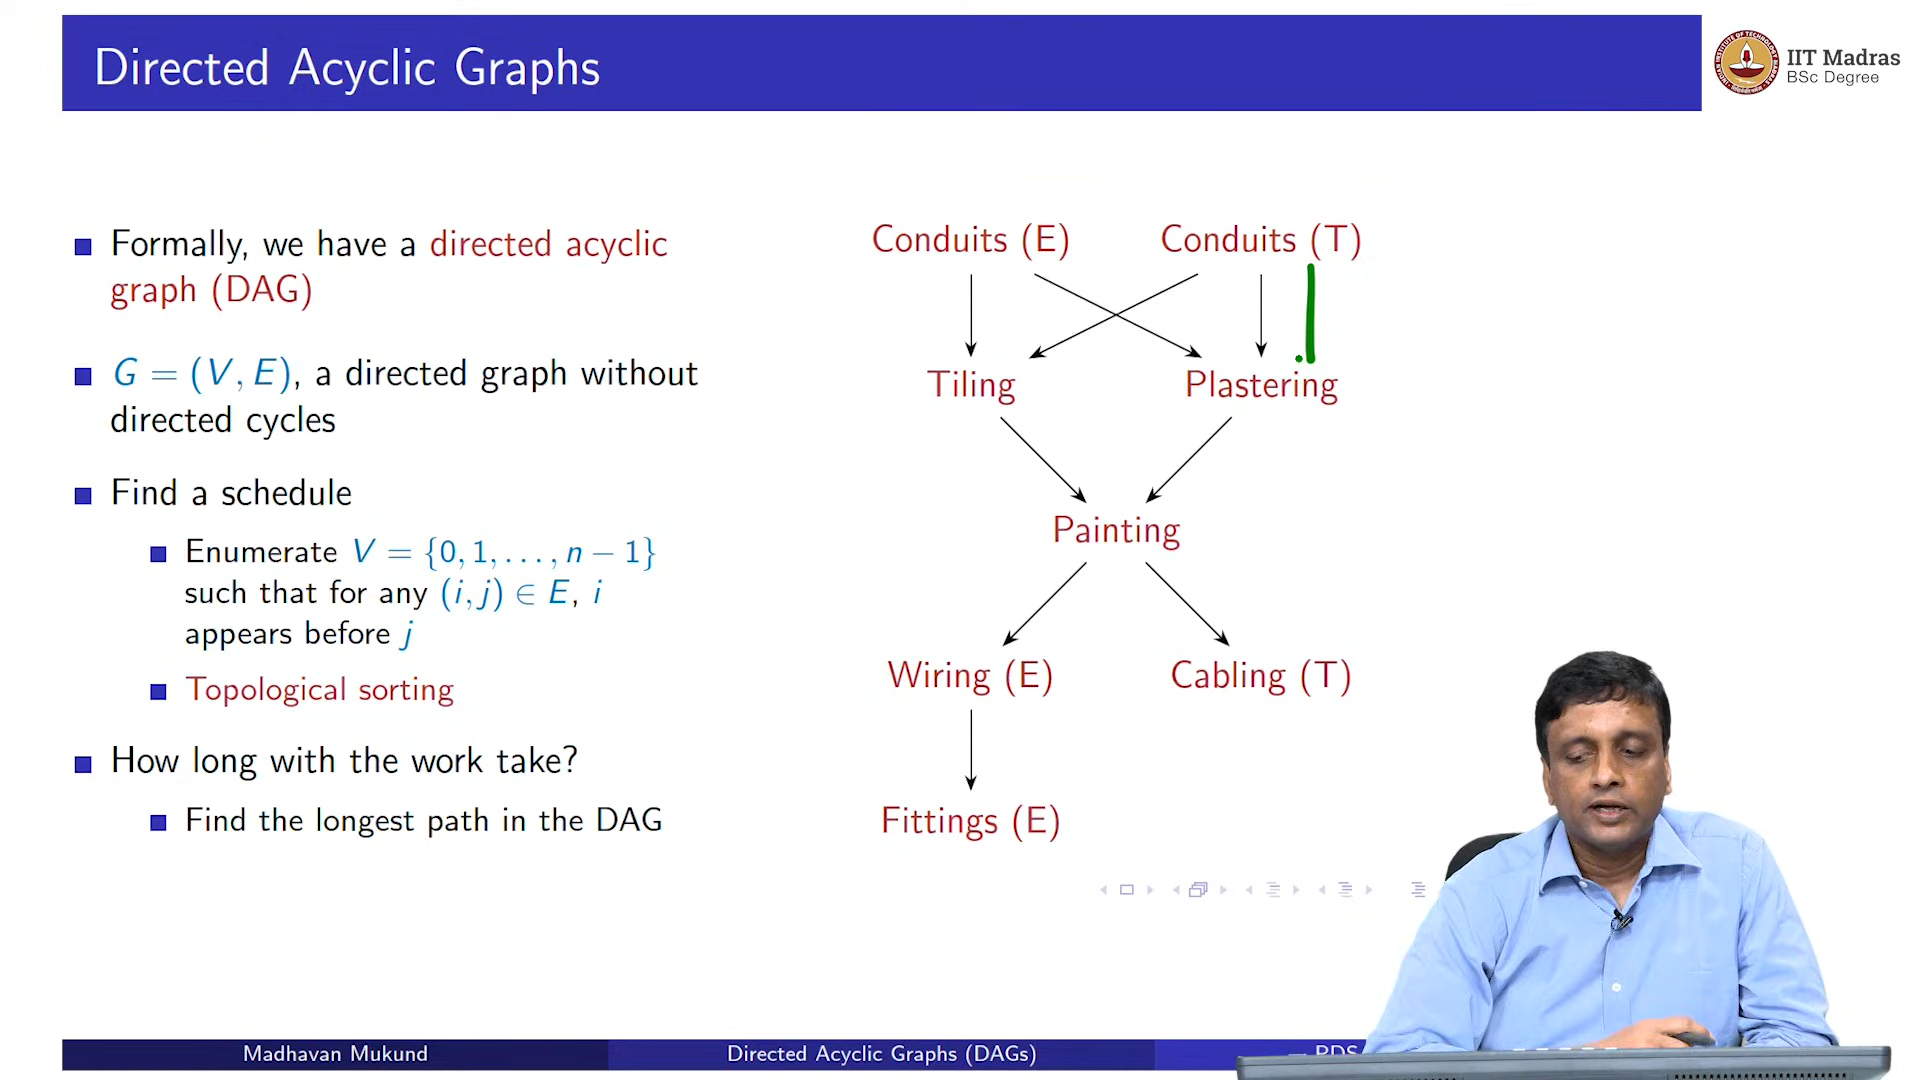 Directed Acyclic Graphs
IIT Madras
BSc Degree
Formally, we have a directed acyclic
graph (DAG)
G = (V, E), a directed graph without
directed cycles
Find a schedule
Enumerate V = {0, 1, . . . , n − 1}
such that for any (i, j) ∈ E, i
appears before j
Topological sorting
How long with the work take?
Find the longest path in the DAG
Conduits (E)
Conduits (T)
Tiling
Plastering
Painting
Wiring (E)
Cabling (T)
Fittings (E)
Madhavan Mukund
Directed Acyclic Graphs (DAGs)